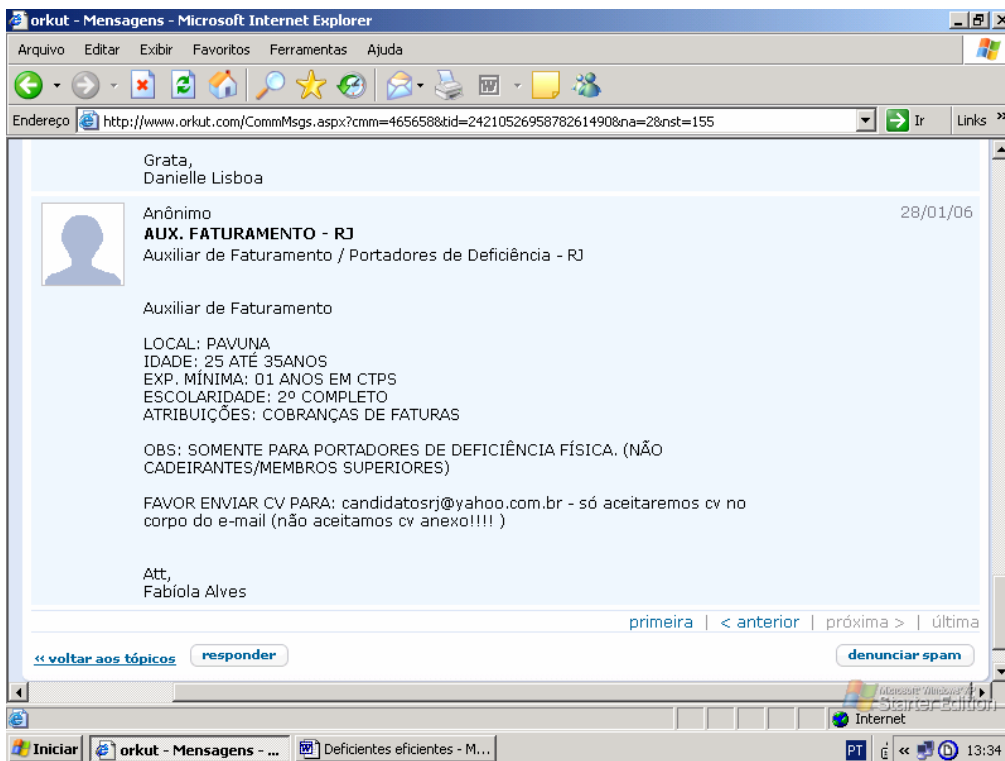 orkut - Mensagens - Microsoft Internet Explorer
Arquivo Editar Exibir Favoritos Ferramentas Ajuda
Endereço http://www.orkut.com/CommMsgs.aspx?cmm=465658&tid=2421052695878261490&na=2&nst=155 Ir Links »
Grata,
Danielle Lisboa
Anônimo 28/01/06
AUX. FATURAMENTO - RJ
Auxiliar de Faturamento / Portadores de Deficiência - RJ
Auxiliar de Faturamento
LOCAL: PAVUNA
IDADE: 25 ATÉ 35ANOS
EXP. MÍNIMA: 01 ANOS EM CTPS
ESCOLARIDADE: 2º COMPLETO
ATRIBUIÇÕES: COBRANÇAS DE FATURAS
OBS: SOMENTE PARA PORTADORES DE DEFICIÊNCIA FÍSICA. (NÃO
CADEIRANTES/MEMBROS SUPERIORES)
FAVOR ENVIAR CV PARA: candidatosrj@yahoo.com.br - só aceitaremos cv no
corpo do e-mail (não aceitamos cv anexo!!!! )
Att,
Fabíola Alves
primeira | < anterior | próxima > | última
‹‹ voltar aos tópicos responder denunciar spam
Microsoft Windows XP
Starter Edition
Internet
Iniciar orkut - Mensagens - ... Deficientes eficientes - M... PT « 13:34